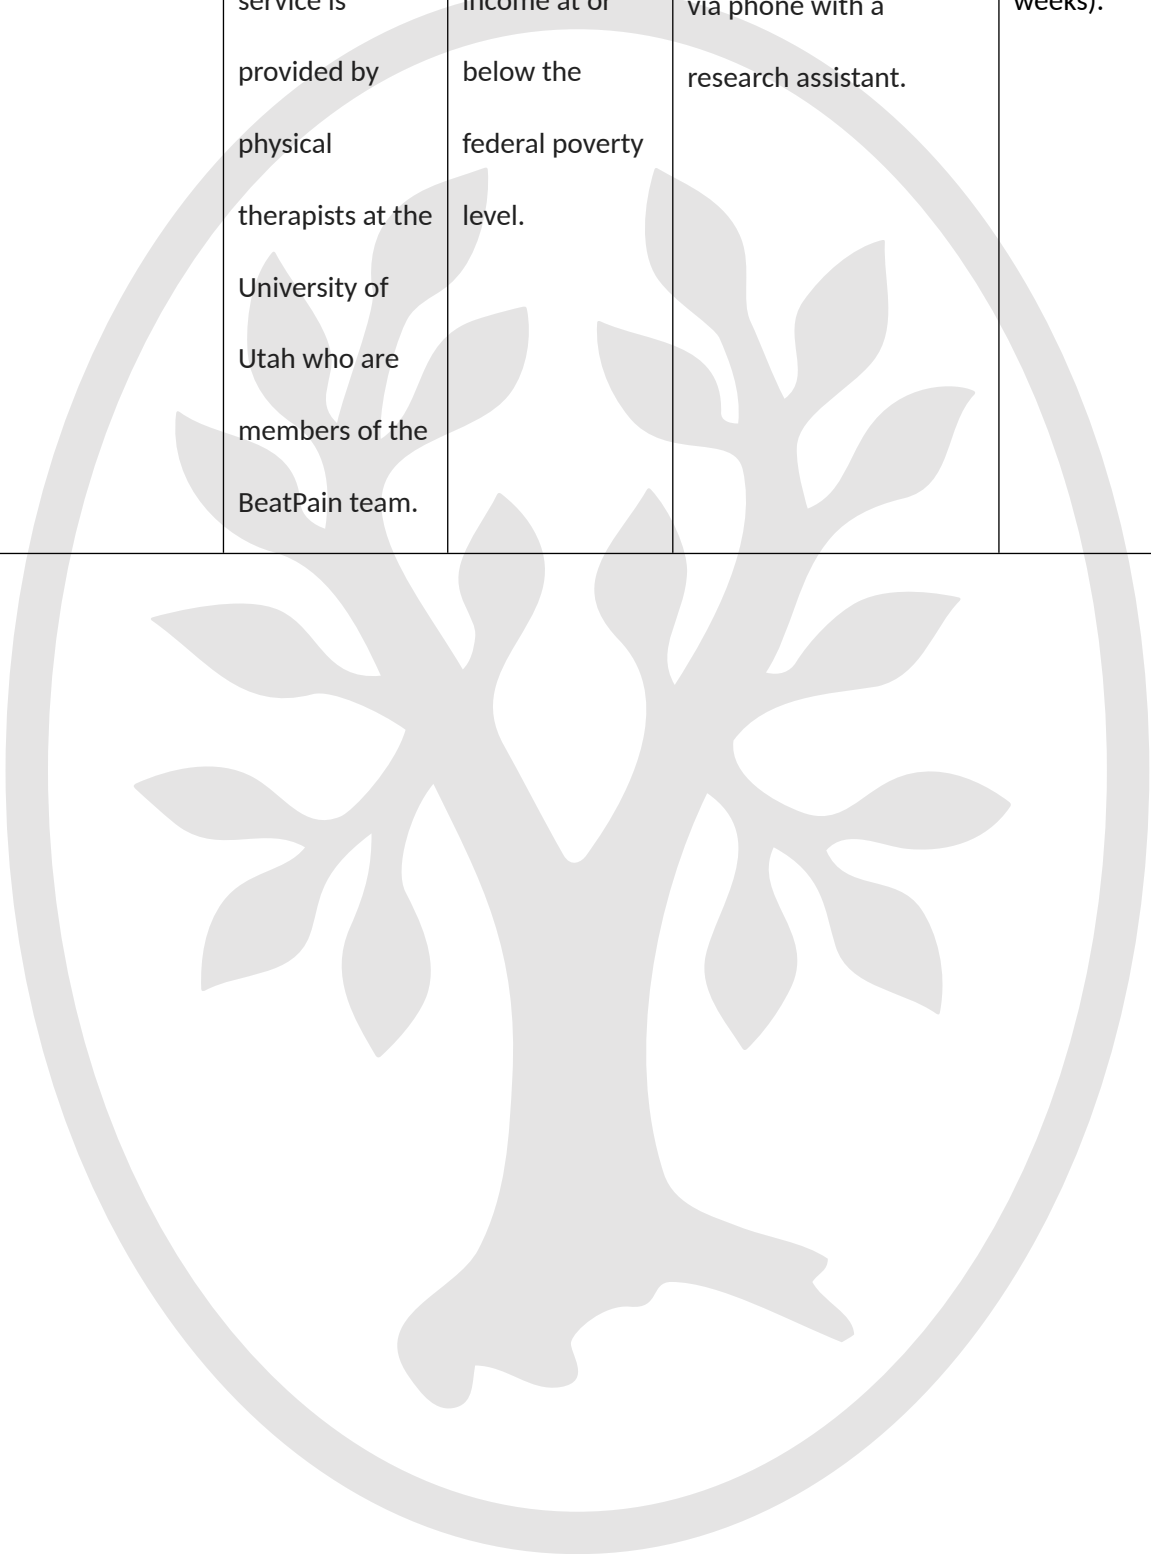 service is
provided by
physical
therapists at the
University of
Utah who are
members of the
BeatPain team.
income at or
below the
federal poverty
level.
via phone with a
research assistant.
weeks).